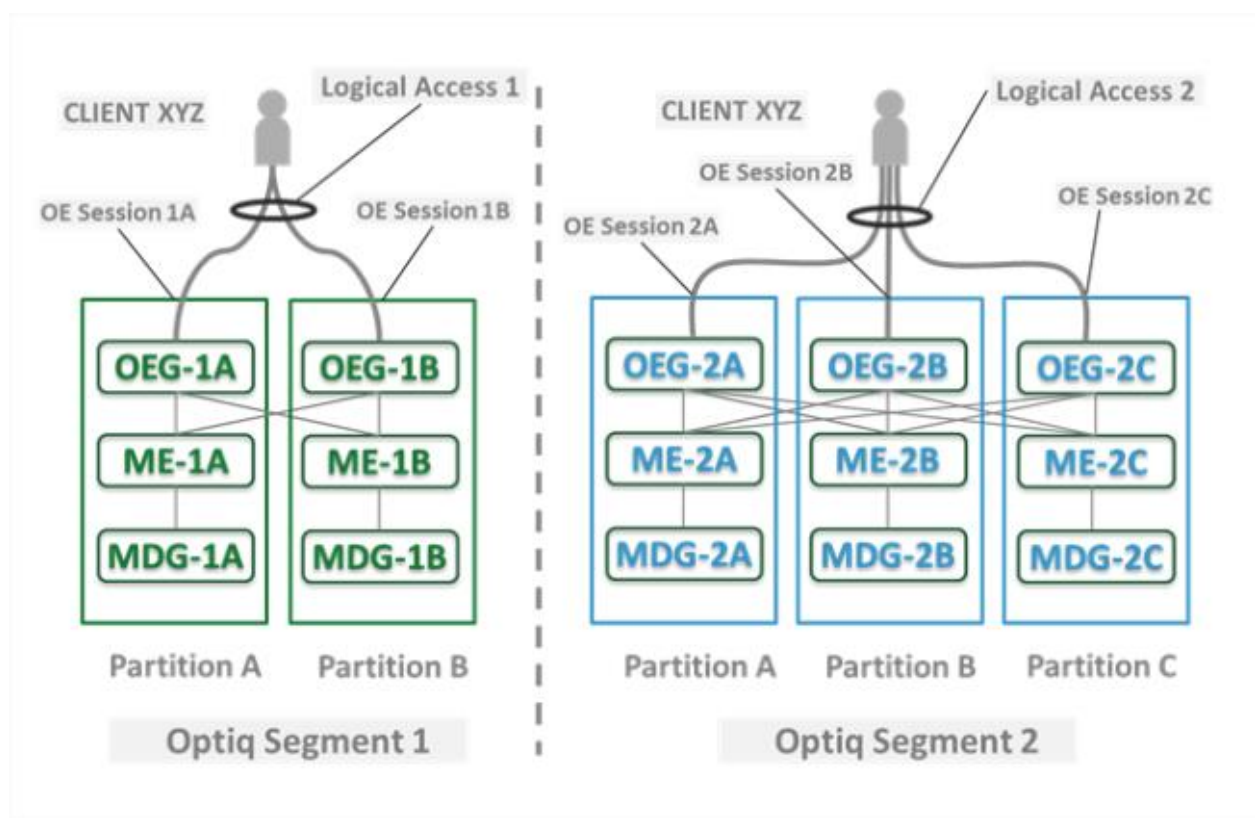 Logical Access 1
CLIENT XYZ
OE Session 1A
OE Session 1B
OEG-1A
OEG-1B
ME-1A
ME-1B
MDG-1A
MDG-1B
Partition A
Partition B
Optiq Segment 1
Logical Access 2
CLIENT XYZ
OE Session 2B
OE Session 2C
OE Session 2A
OEG-2A
OEG-2B
OEG-2C
ME-2A
ME-2B
ME-2C
MDG-2A
MDG-2B
MDG-2C
Partition A
Partition B
Partition C
Optiq Segment 2